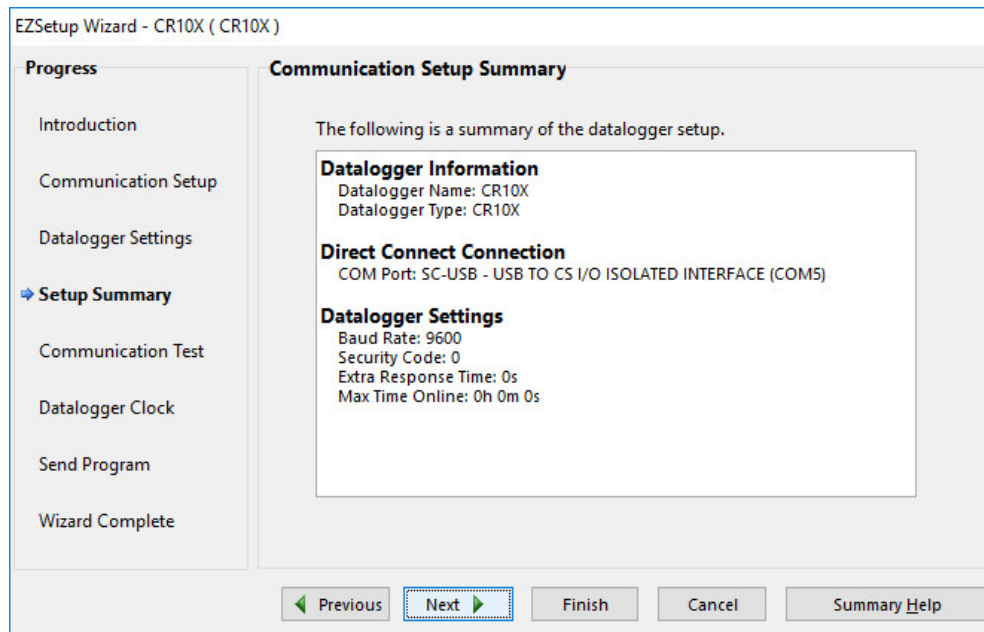 EZSetup Wizard - CR10X ( CR10X )
Progress
Introduction
Communication Setup
Datalogger Settings
Setup Summary
Communication Test
Datalogger Clock
Send Program
Wizard Complete
Communication Setup Summary
The following is a summary of the datalogger setup.
Datalogger Information
Datalogger Name: CR10X
Datalogger Type: CR10X
Direct Connect Connection
COM Port: SC-USB - USB TO CS I/O ISOLATED INTERFACE (COM5)
Datalogger Settings
Baud Rate: 9600
Security Code: 0
Extra Response Time: 0s
Max Time Online: 0h 0m 0s
Previous
Next
Finish
Cancel
Summary Help